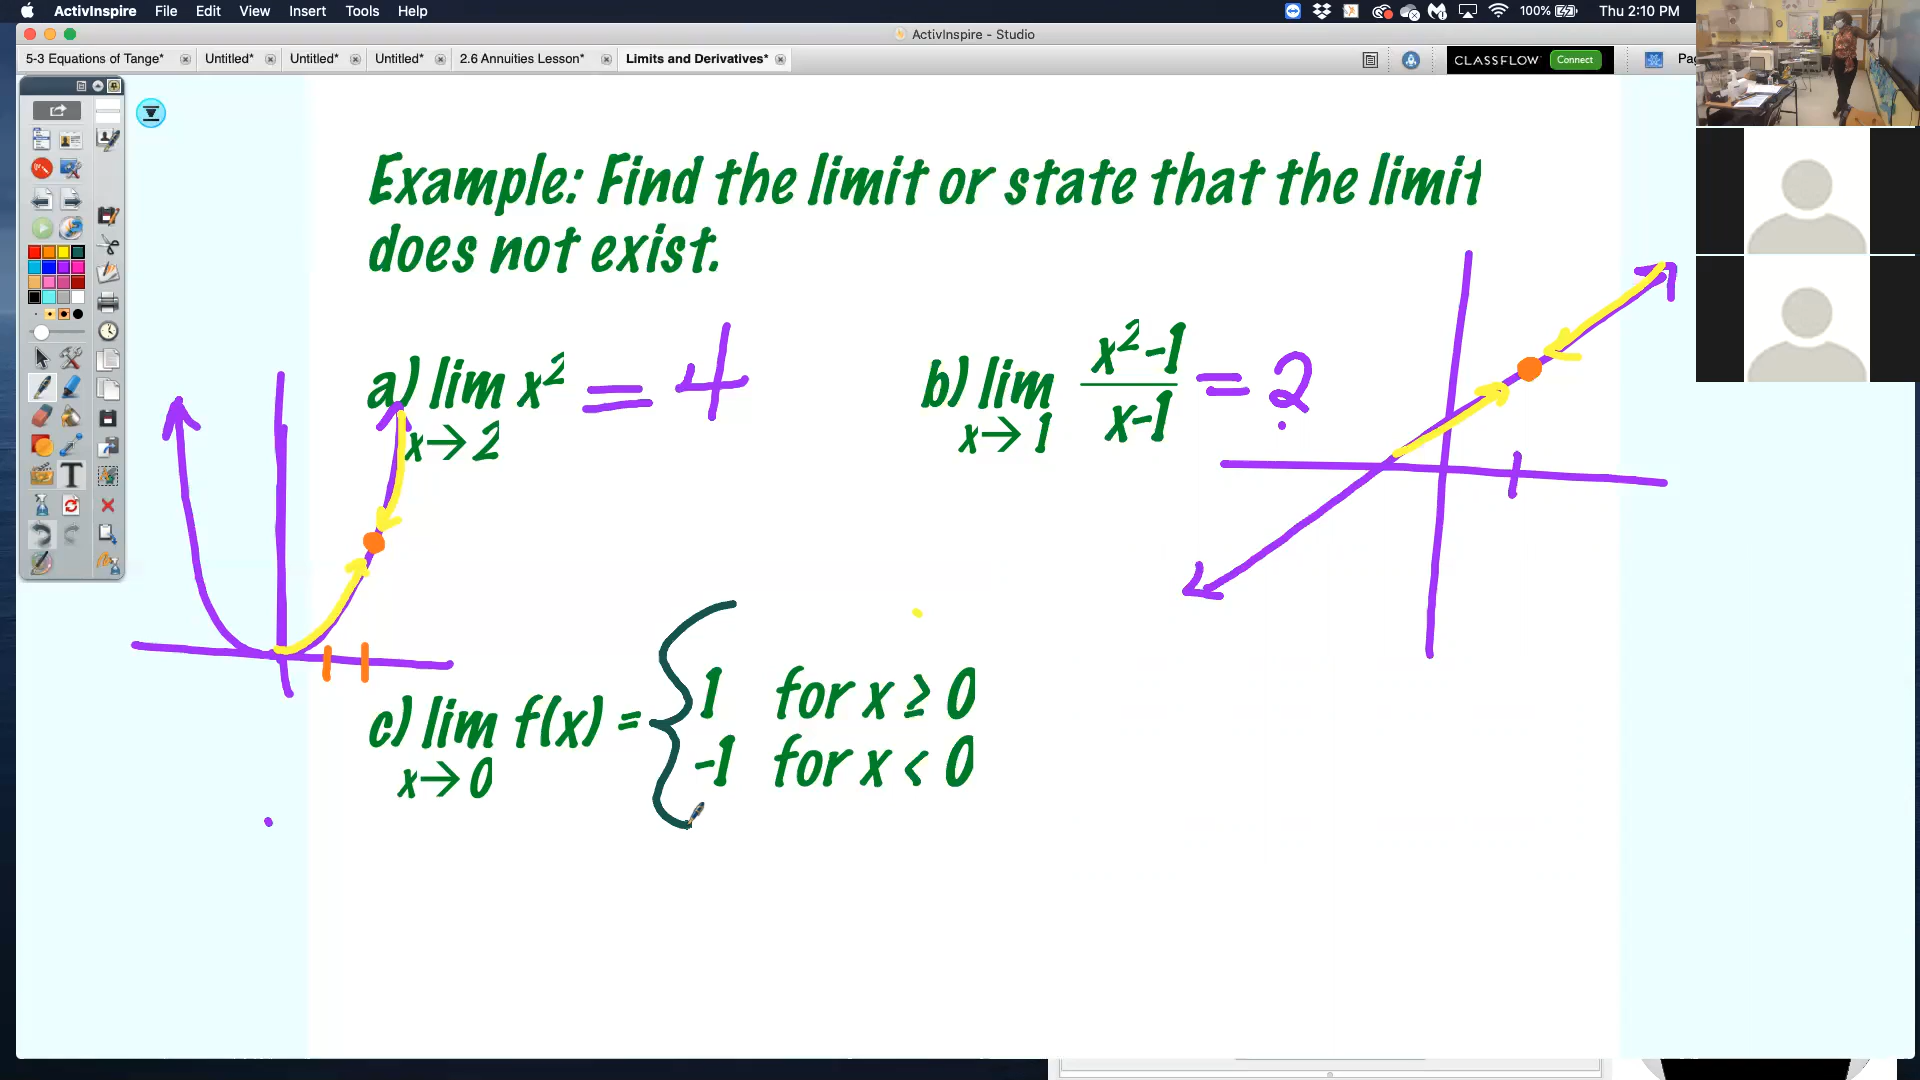 ActivInspire File Edit View Insert Tools Help 100% Thu 2:10 PM
ActivInspire - Studio
5-3 Equations of Tange* Untitled* Untitled* Untitled* 2.6 Annuities Lesson* Limits and Derivatives* CLASSFLOW Connect
Example: Find the limit or state that the limit
does not exist.
a) lim x² = 4
x→2
b) lim x²-1 / x-1 = 2
x→1
c) lim f(x) = { 1 for x ≥ 0
-1 for x < 0
x→0